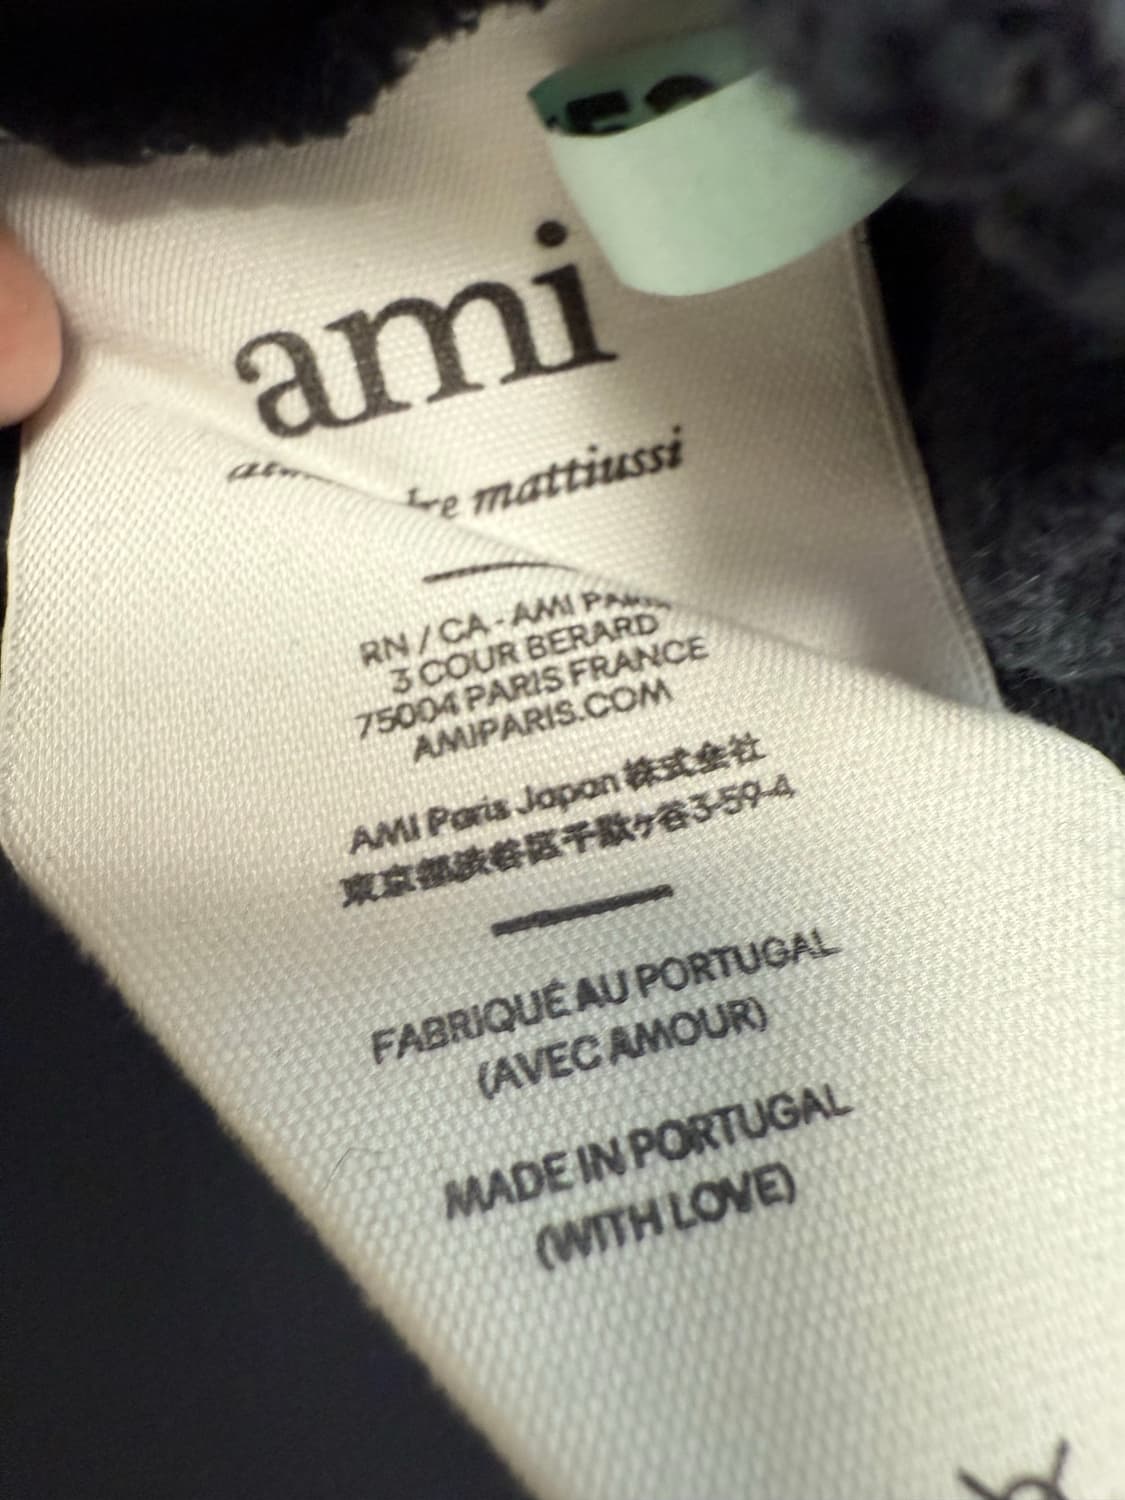 ami
mattiussi
RN / CA - AMI
3 COUR BERARD
75004 PARIS FRANCE
AMIPARIS.COM
AMI Paris Japan 株式会社
東京都渋谷区千駄ヶ谷3-59-4
FABRIQUÉ AU PORTUGAL
(AVEC AMOUR)
MADE IN PORTUGAL
(WITH LOVE)